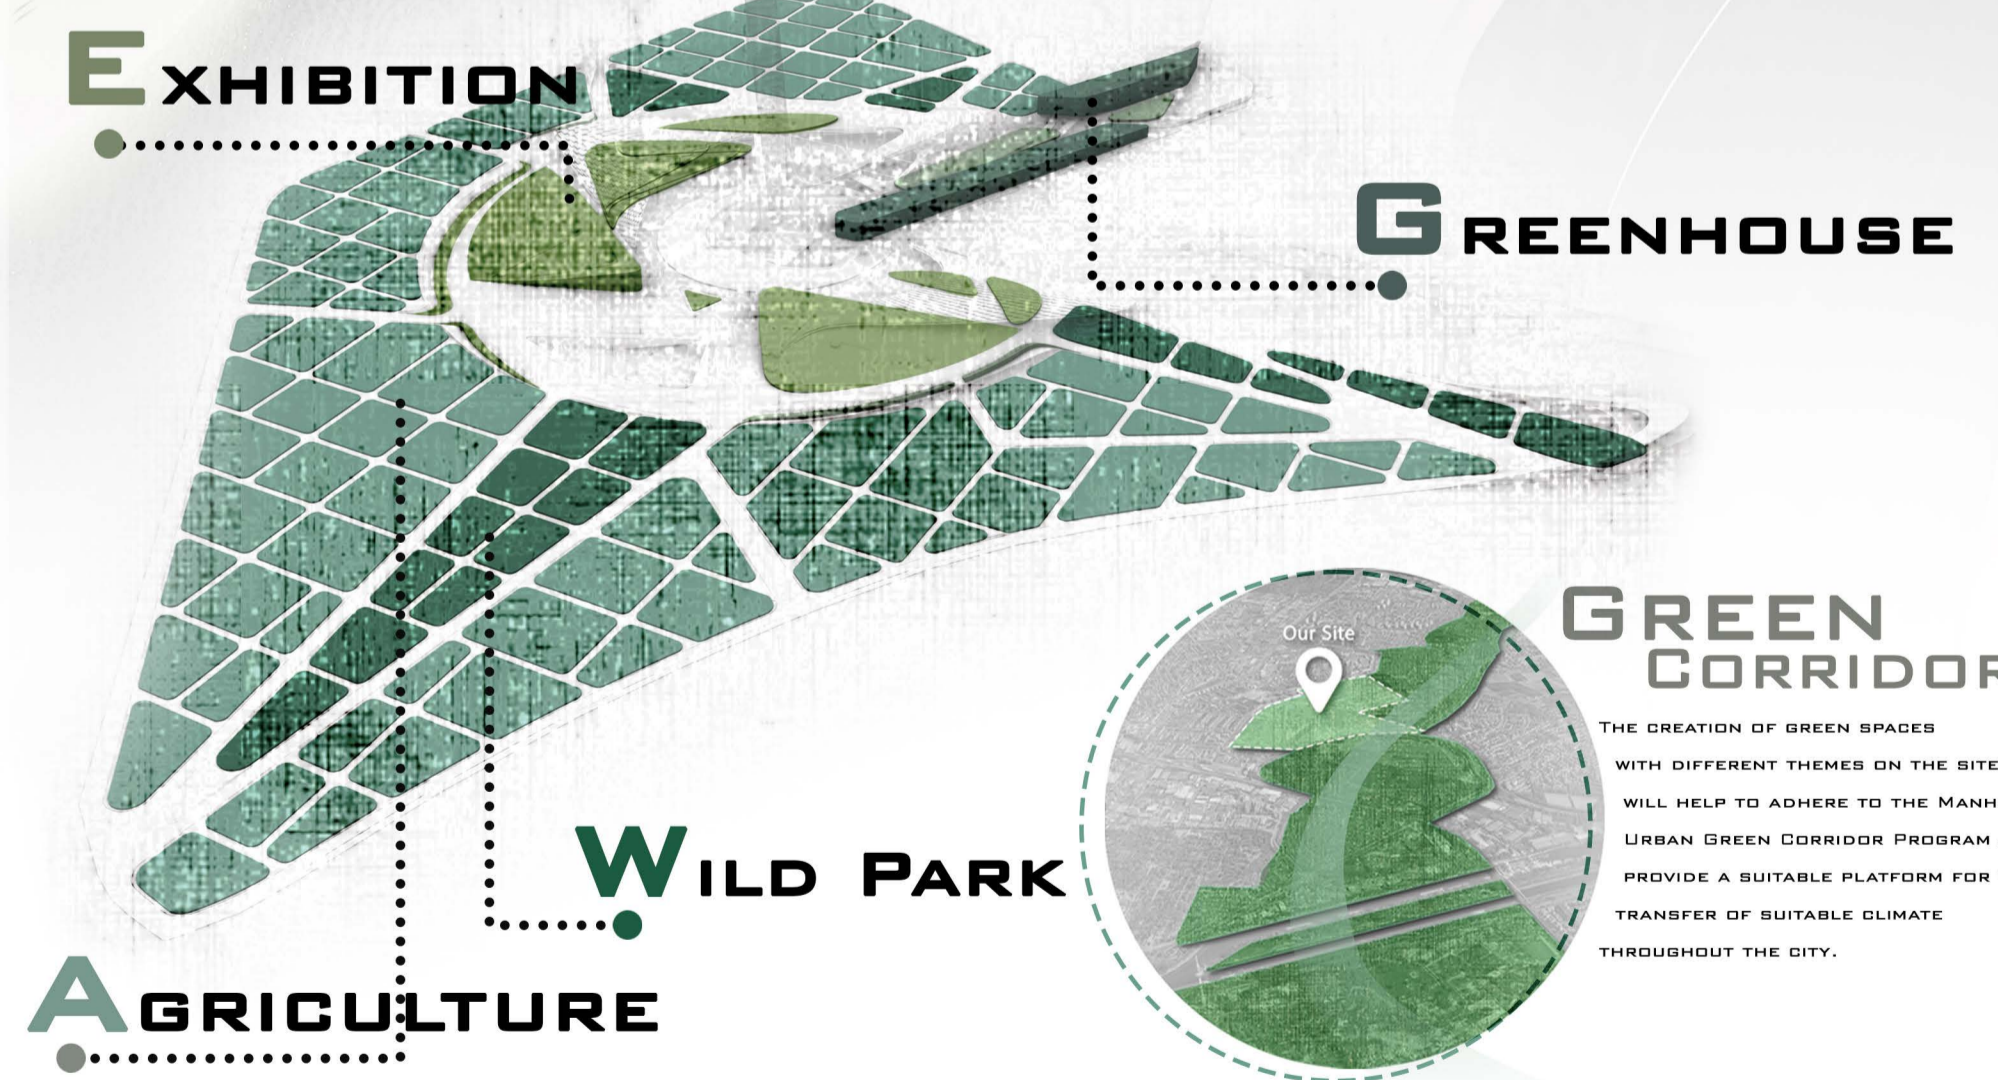 EXHIBITION
GREENHOUSE
Our Site
GREEN
CORRIDOR
THE CREATION OF GREEN SPACES
WITH DIFFERENT THEMES ON THE SITE
WILL HELP TO ADHERE TO THE MANH
URBAN GREEN CORRIDOR PROGRAM
PROVIDE A SUITABLE PLATFORM FOR
TRANSFER OF SUITABLE CLIMATE
THROUGHOUT THE CITY.
WILD PARK
AGRICULTURE